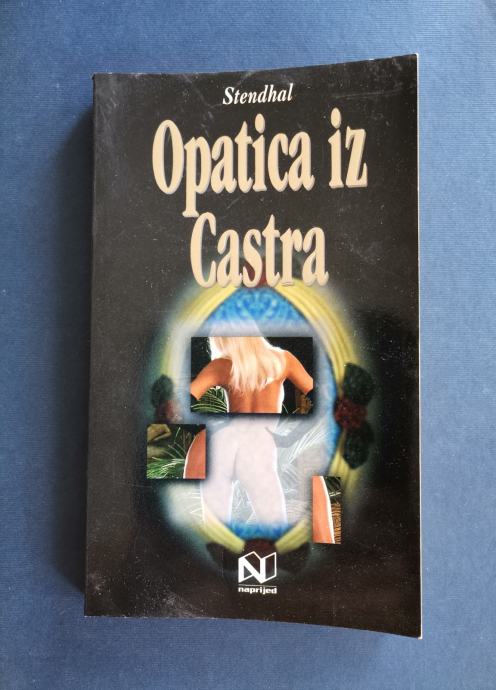 Stendhal
Opatica iz
Castra
N
naprijed